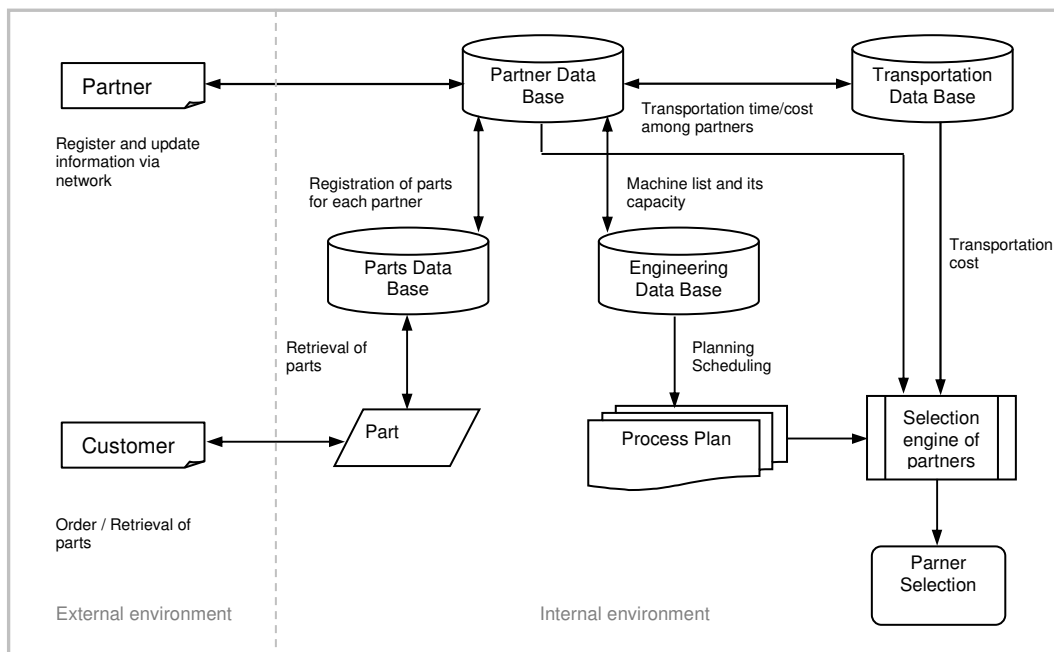 Partner
Register and update
information via
network
Partner Data
Base
Transportation
Data Base
Transportation time/cost
among partners
Registration of parts
for each partner
Machine list and its
capacity
Parts Data
Base
Engineering
Data Base
Transportation
cost
Retrieval of
parts
Planning
Scheduling
Customer
Part
Process Plan
Selection
engine of
partners
Order / Retrieval of
parts
Parner
Selection
External environment
Internal environment